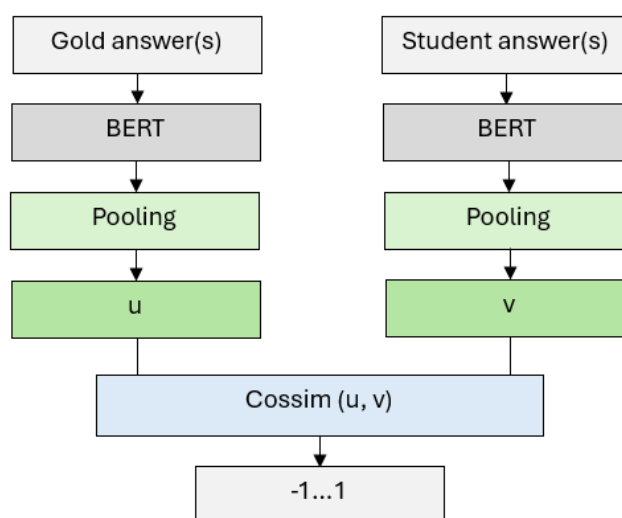 Gold answer(s)
Student answer(s)
BERT
BERT
Pooling
Pooling
u
v
Cossim (u, v)
-1...1